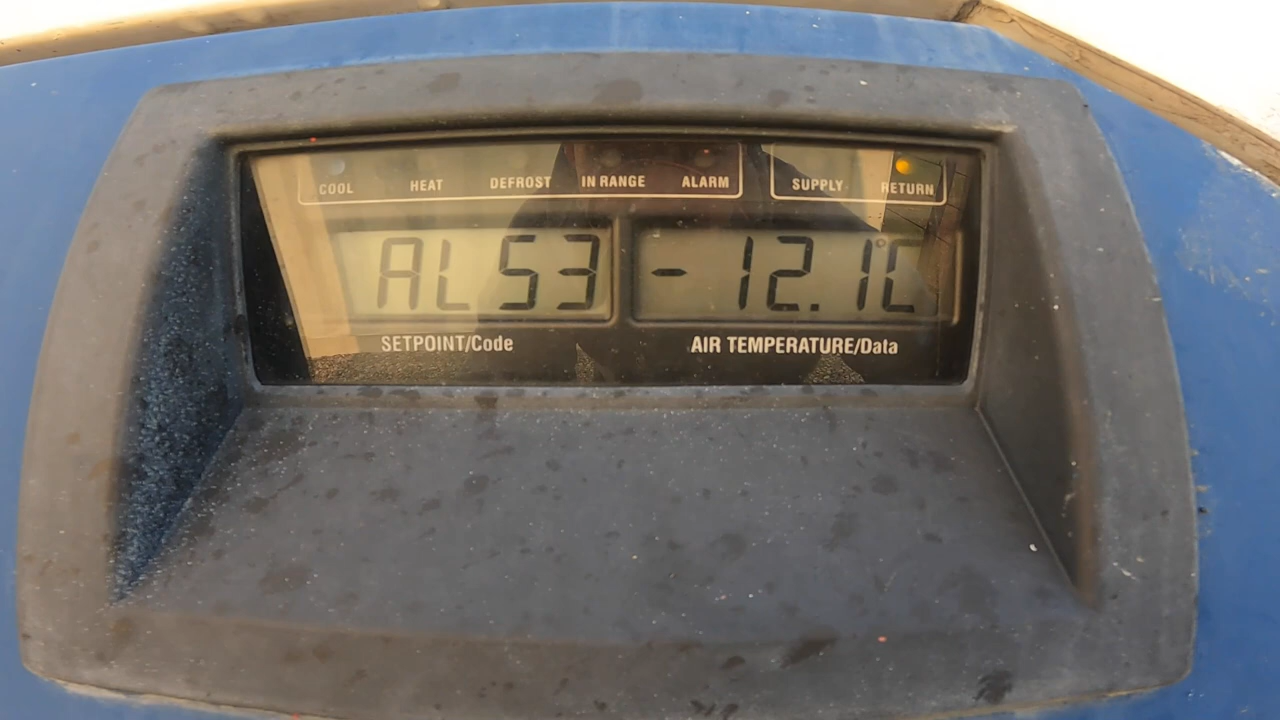 COOL HEAT DEFROST IN RANGE ALARM SUPPLY RETURN
AL53 -12.1C
SETPOINT/Code AIR TEMPERATURE/Data